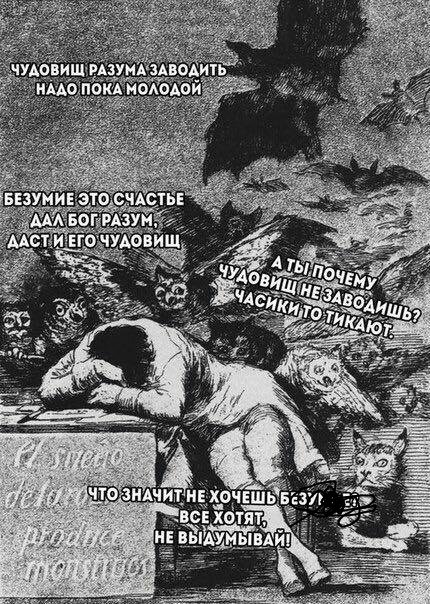 ЧУДОВИЩ РАЗУМА ЗАВОДИТЬ
НАДО ПОКА МОЛОДОЙ
БЕЗУМИЕ ЭТО СЧАСТЬЕ
ДАЛ БОГ РАЗУМ,
ДАСТ И ЕГО ЧУДОВИЩ
А ТЫ ПОЧЕМУ
ЧУДОВИЩ НЕ ЗАВОДИШЬ?
ЧАСИКИ ТО ТИКАЮТ.
El sueño
de la
produce
monstruos
ЧТО ЗНАЧИТ НЕ ХОЧЕШЬ
ВСЕ ХОТЯТ,
НЕ ВЫДУМЫВАЙ!